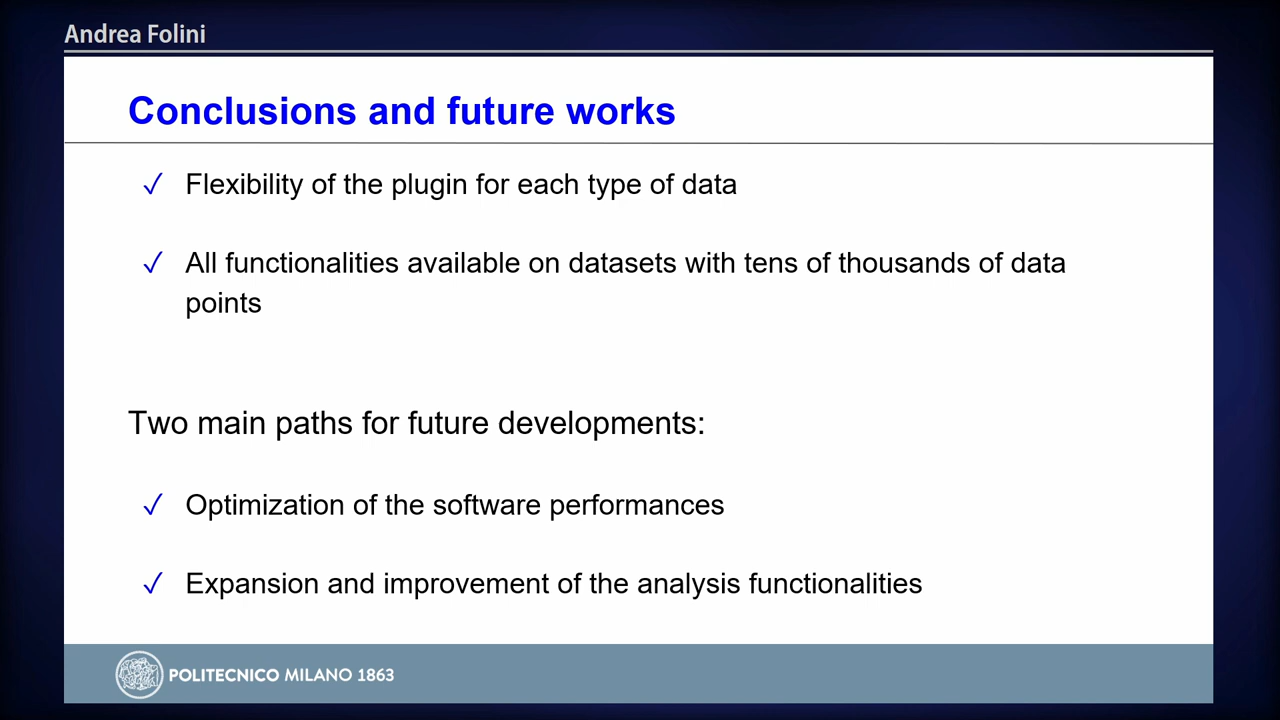 Andrea Folini
Conclusions and future works
✓ Flexibility of the plugin for each type of data
✓ All functionalities available on datasets with tens of thousands of data
points
Two main paths for future developments:
✓ Optimization of the software performances
✓ Expansion and improvement of the analysis functionalities
POLITECNICO MILANO 1863